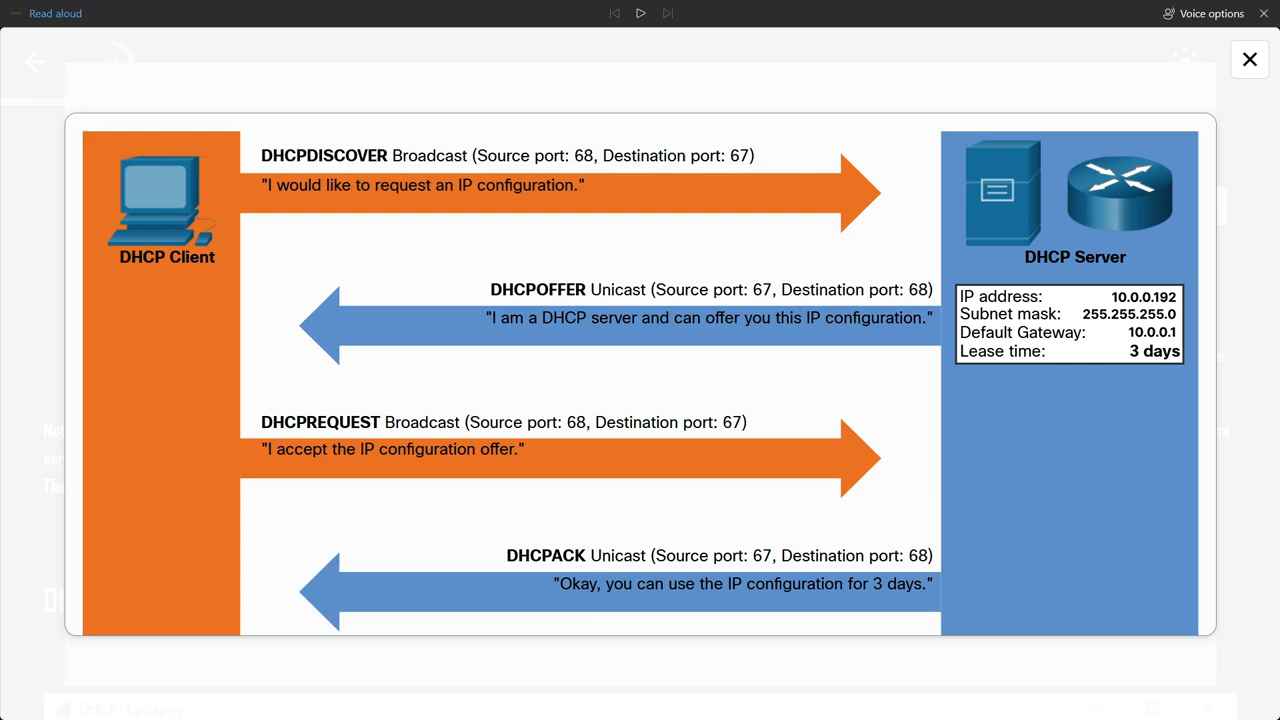 Read aloud
Voice options
DHCPDISCOVER Broadcast (Source port: 68, Destination port: 67)
"I would like to request an IP configuration."
DHCP Client
DHCP Server
DHCPOFFER Unicast (Source port: 67, Destination port: 68)
"I am a DHCP server and can offer you this IP configuration."
IP address: 10.0.0.192
Subnet mask: 255.255.255.0
Default Gateway: 10.0.0.1
Lease time: 3 days
DHCPREQUEST Broadcast (Source port: 68, Destination port: 67)
"I accept the IP configuration offer."
DHCPACK Unicast (Source port: 67, Destination port: 68)
"Okay, you can use the IP configuration for 3 days."